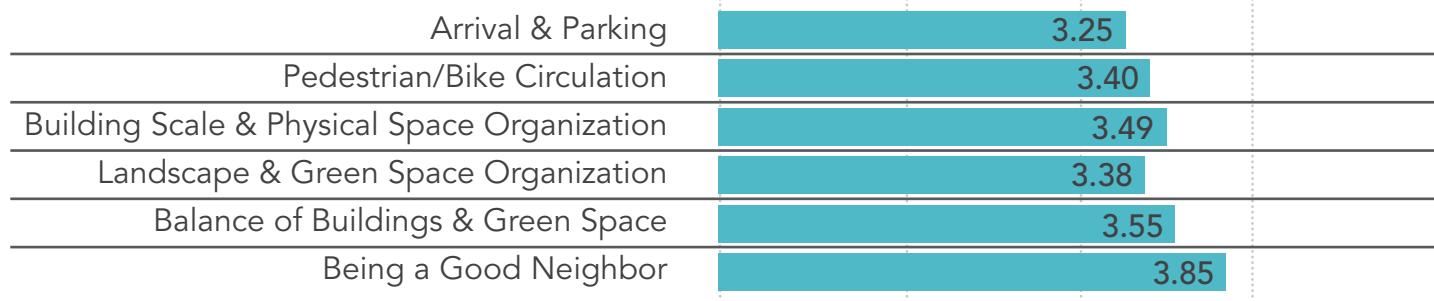 Arrival & Parking 3.25
Pedestrian/Bike Circulation 3.40
Building Scale & Physical Space Organization 3.49
Landscape & Green Space Organization 3.38
Balance of Buildings & Green Space 3.55
Being a Good Neighbor 3.85